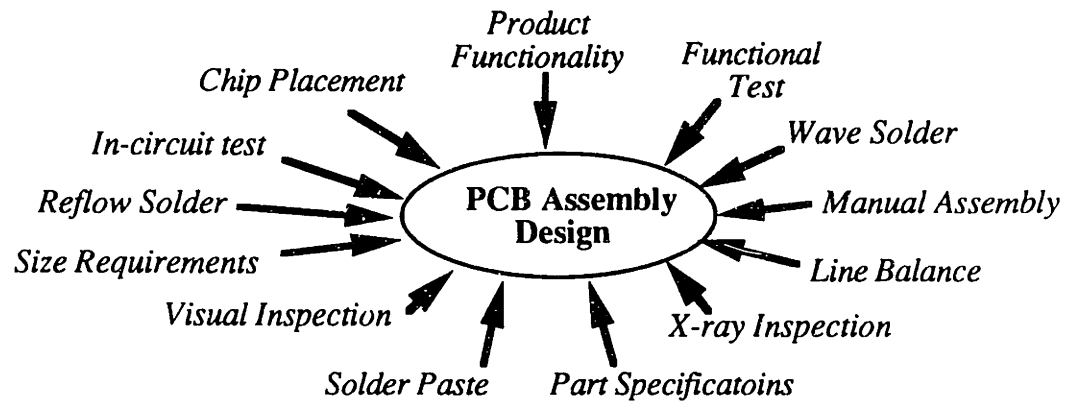 Product
Functionality
Functional
Test
Chip Placement
Wave Solder
In-circuit test
Reflow Solder
PCB Assembly
Design
Manual Assembly
Size Requirements
Line Balance
Visual Inspection
X-ray Inspection
Solder Paste
Part Specificatoins